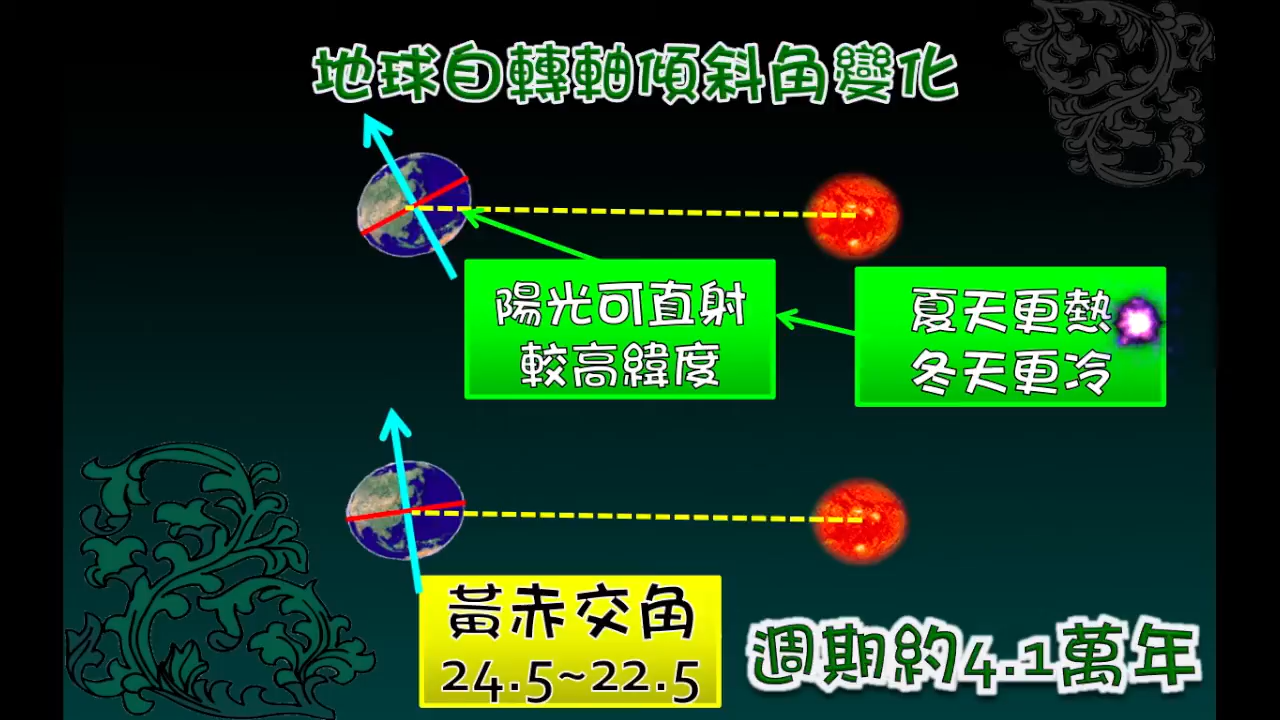 地球自轉軸傾斜角變化
陽光可直射
較高緯度
夏天更熱
冬天更冷
黃赤交角
24.5~22.5
週期約4.1萬年